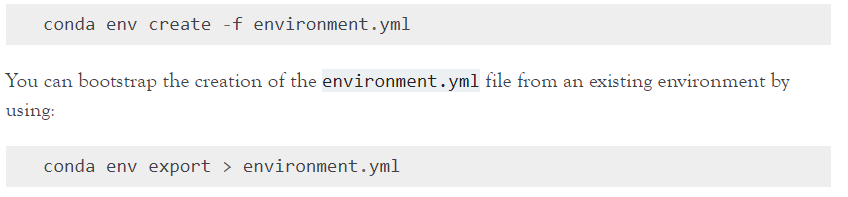 conda env create -f environment.yml
You can bootstrap the creation of the environment.yml file from an existing environment by
using:
conda env export > environment.yml